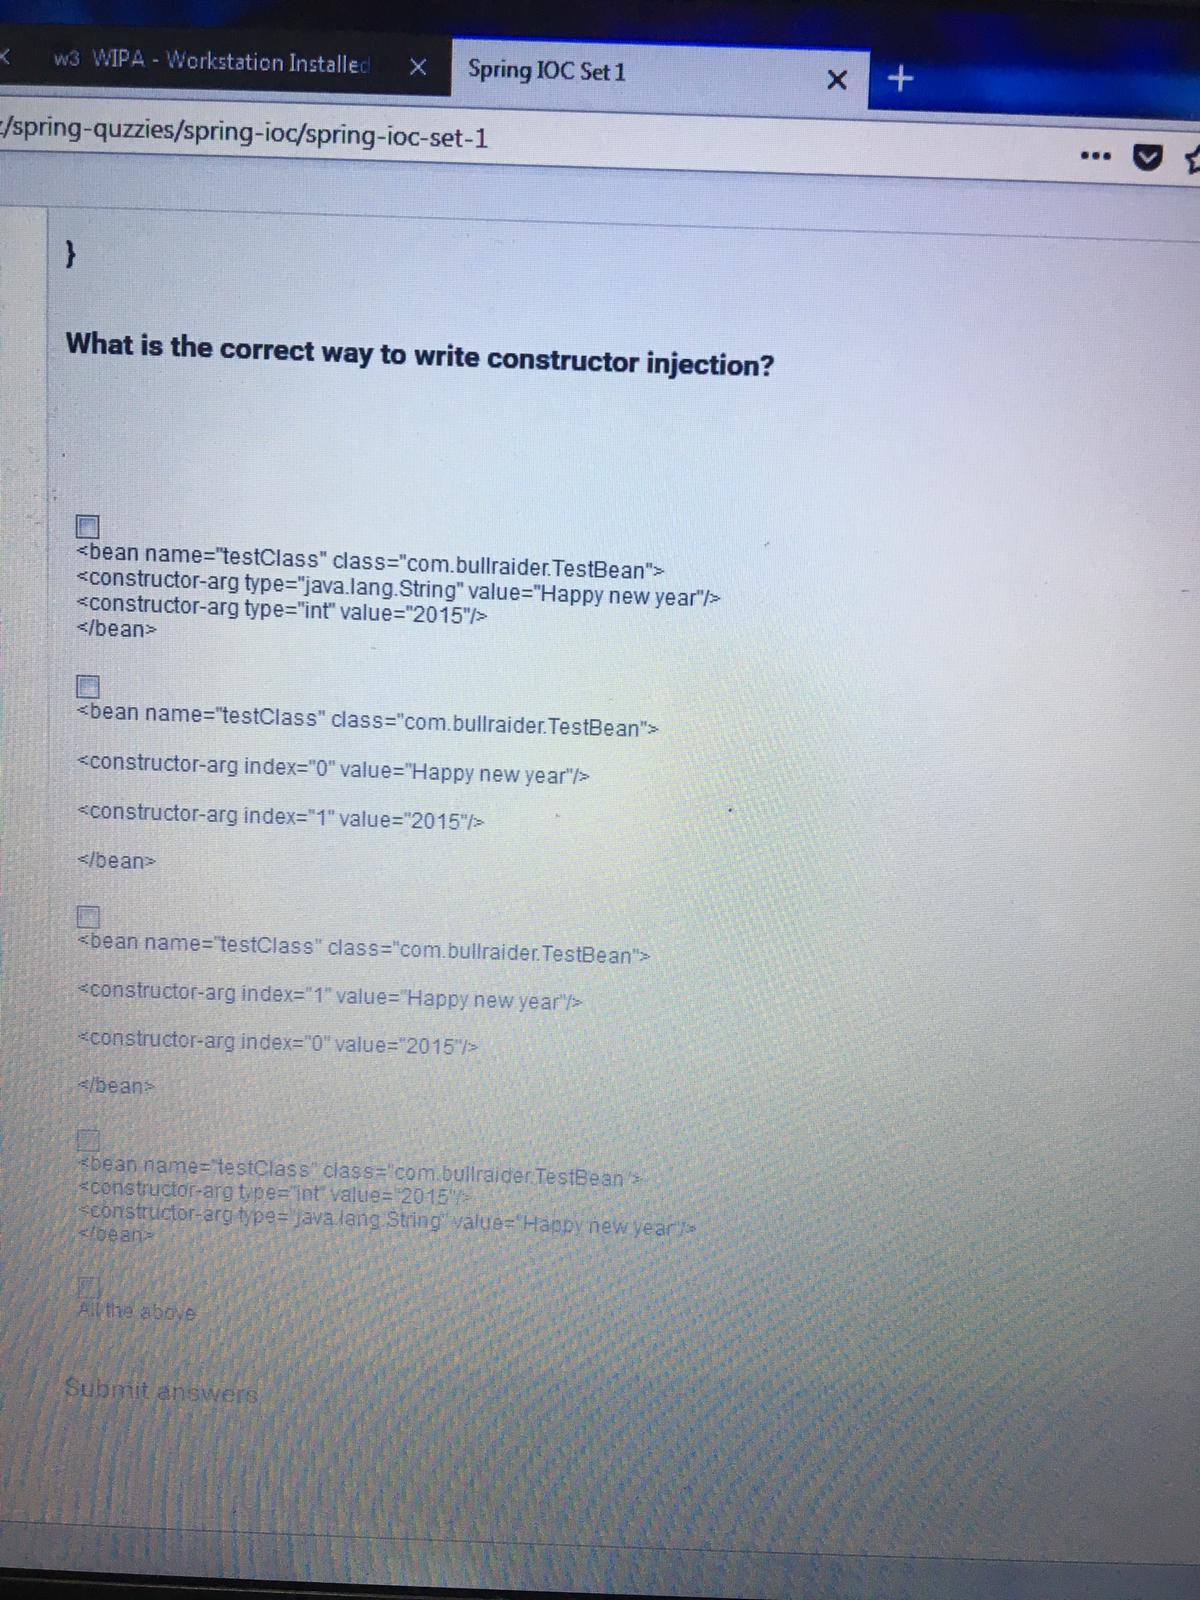 w3 WIPA - Workstation Installed
Spring IOC Set 1
/spring-quzzies/spring-ioc/spring-ioc-set-1
}
What is the correct way to write constructor injection?
<bean name="testClass" class="com.bullraider.TestBean">
<constructor-arg type="java.lang.String" value="Happy new year"/>
<constructor-arg type="int" value="2015"/>
</bean>
<bean name="testClass" class="com.bullraider.TestBean">
<constructor-arg index="0" value="Happy new year"/>
<constructor-arg index="1" value="2015"/>
</bean>
<bean name="testClass" class="com.bullraider.TestBean">
<constructor-arg index="1" value="Happy new year"/>
<constructor-arg index="0" value="2015"/>
</bean>
<bean name="testClass" class="com.bullraider.TestBean">
<constructor-arg type="int" value="2015"/>
<constructor-arg type="java.lang.String" value="Happy new year"/>
</bean>
All the above
Submit answers